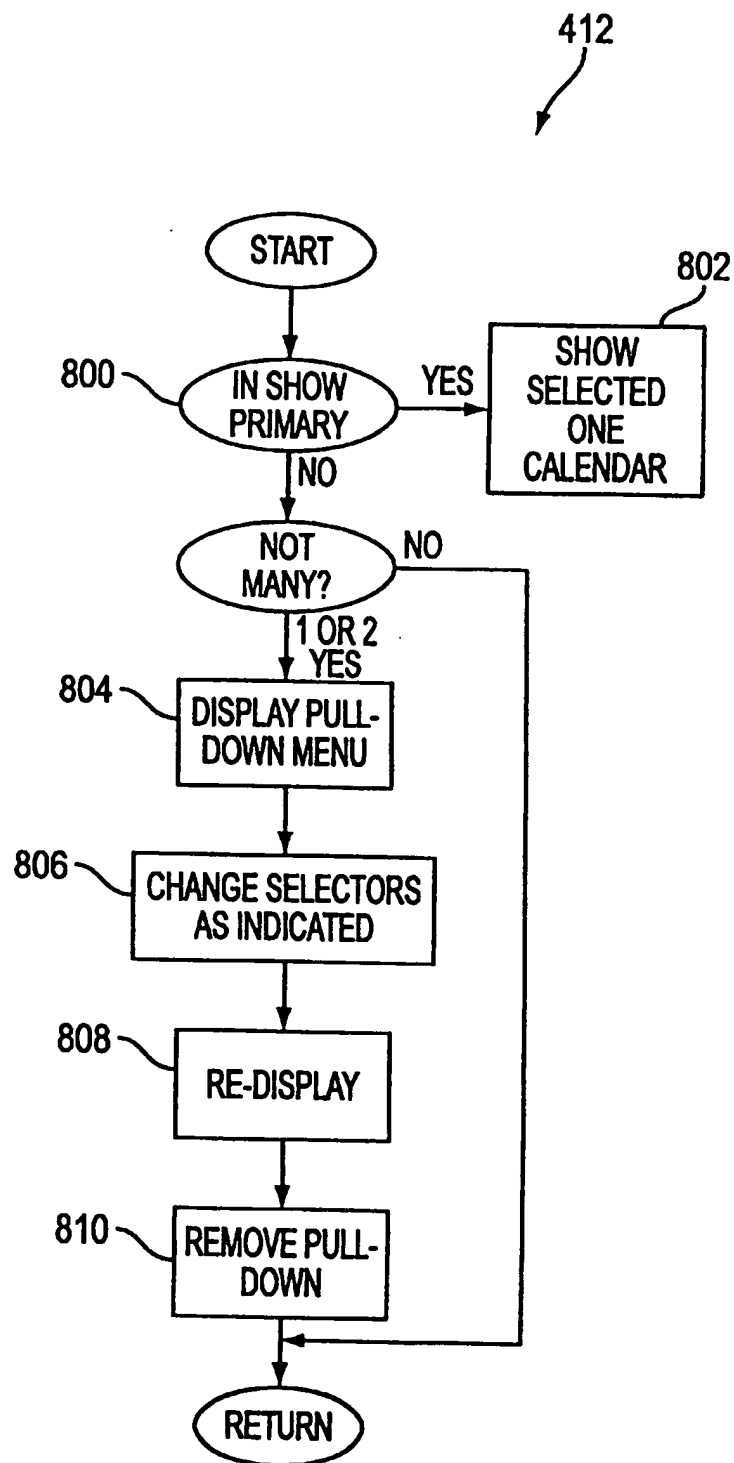 412
START
802
800
IN SHOW
PRIMARY
YES
SHOW
SELECTED
ONE
CALENDAR
NO
NOT
MANY?
NO
1 OR 2
YES
804
DISPLAY PULL-
DOWN MENU
806
CHANGE SELECTORS
AS INDICATED
808
RE-DISPLAY
810
REMOVE PULL-
DOWN
RETURN